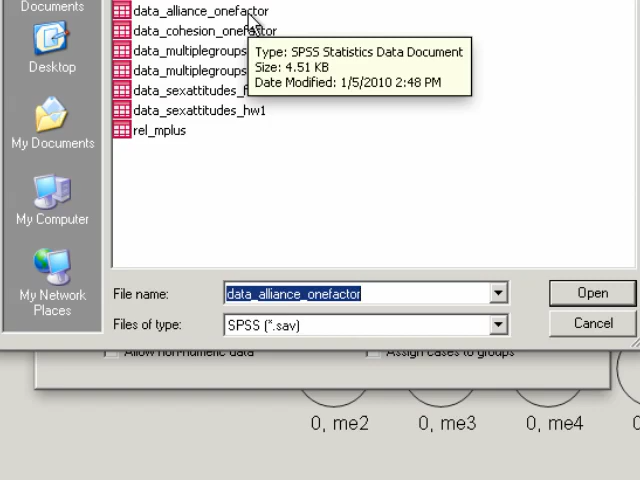 Documents
data_alliance_onefactor
data_cohesion_onefactor
Desktop
data_multiplegroups
Type: SPSS Statistics Data Document
Size: 4.51 KB
Date Modified: 1/5/2010 2:48 PM
data_multiplegroups
data_sexattitudes_f
data_sexattitudes_hw1
rel_mplus
My Documents
My Computer
My Network
Places
File name:
data_alliance_onefactor
Open
Files of type:
SPSS (*.sav)
Cancel
Allow non-numeric data
Assign cases to groups
0, me2
0, me3
0, me4
0